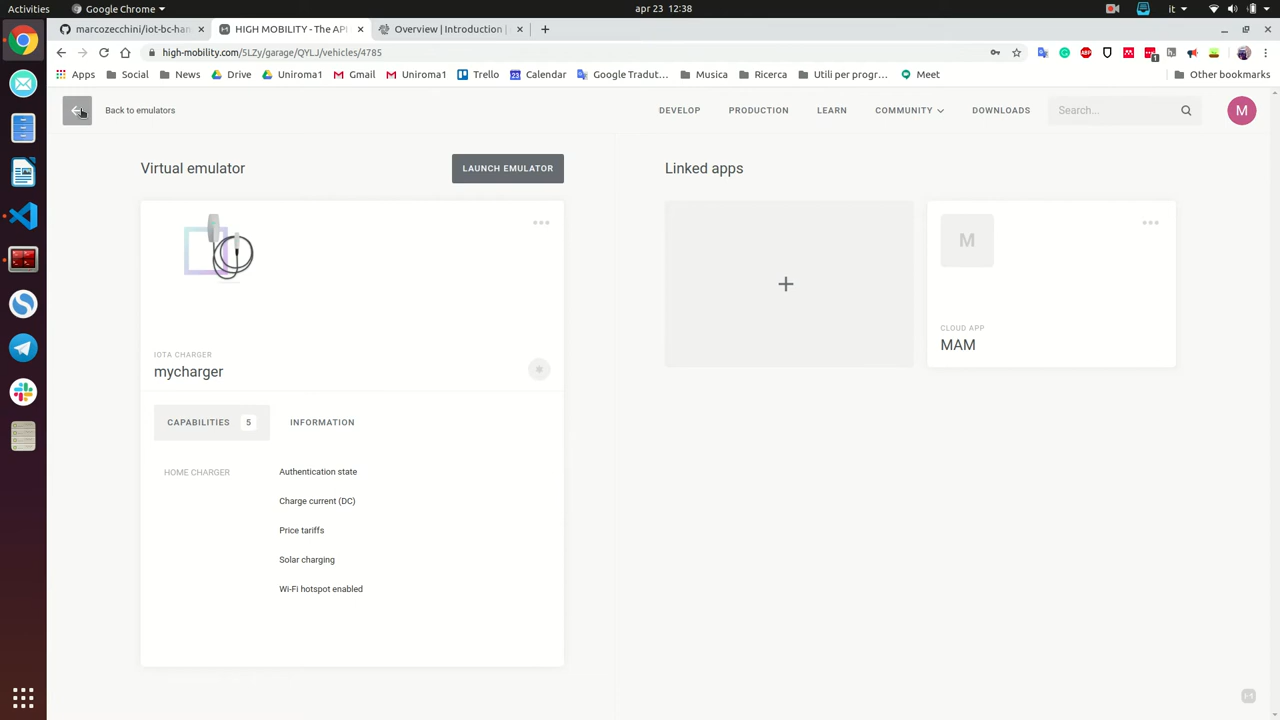 Activities
Google Chrome
apr 23 12:38
it
marcozecchini/iot-bc-han
HIGH MOBILITY - The API
Overview | Introduction |
high-mobility.com/5LZy/garage/QYLJ/vehicles/4785
Apps
Social
News
Drive
Uniroma1
Gmail
Uniroma1
Trello
23 Calendar
Google Tradut...
Musica
Ricerca
Utili per progr...
Meet
Other bookmarks
Back to emulators
DEVELOP
PRODUCTION
LEARN
COMMUNITY
DOWNLOADS
Search...
M
Virtual emulator
LAUNCH EMULATOR
Linked apps
M
CLOUD APP
MAM
IOTA CHARGER
mycharger
CAPABILITIES 5
INFORMATION
HOME CHARGER
Authentication state
Charge current (DC)
Price tariffs
Solar charging
Wi-Fi hotspot enabled